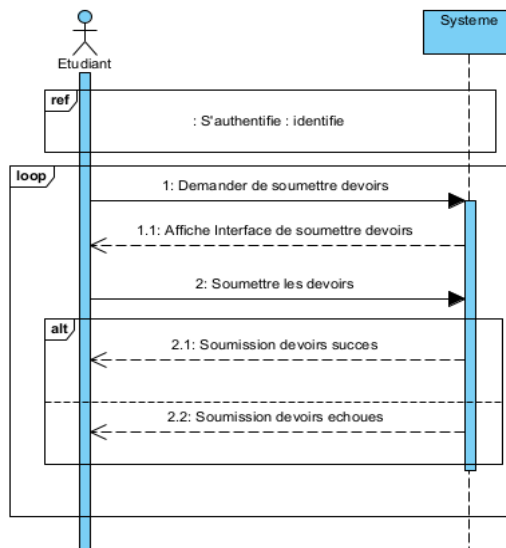 Systeme
Etudiant
ref
: S'authentifie : identifie
loop
1: Demander de soumettre devoirs
1.1: Affiche Interface de soumettre devoirs
2: Soumettre les devoirs
alt
2.1: Soumission devoirs succes
2.2: Soumission devoirs echoues